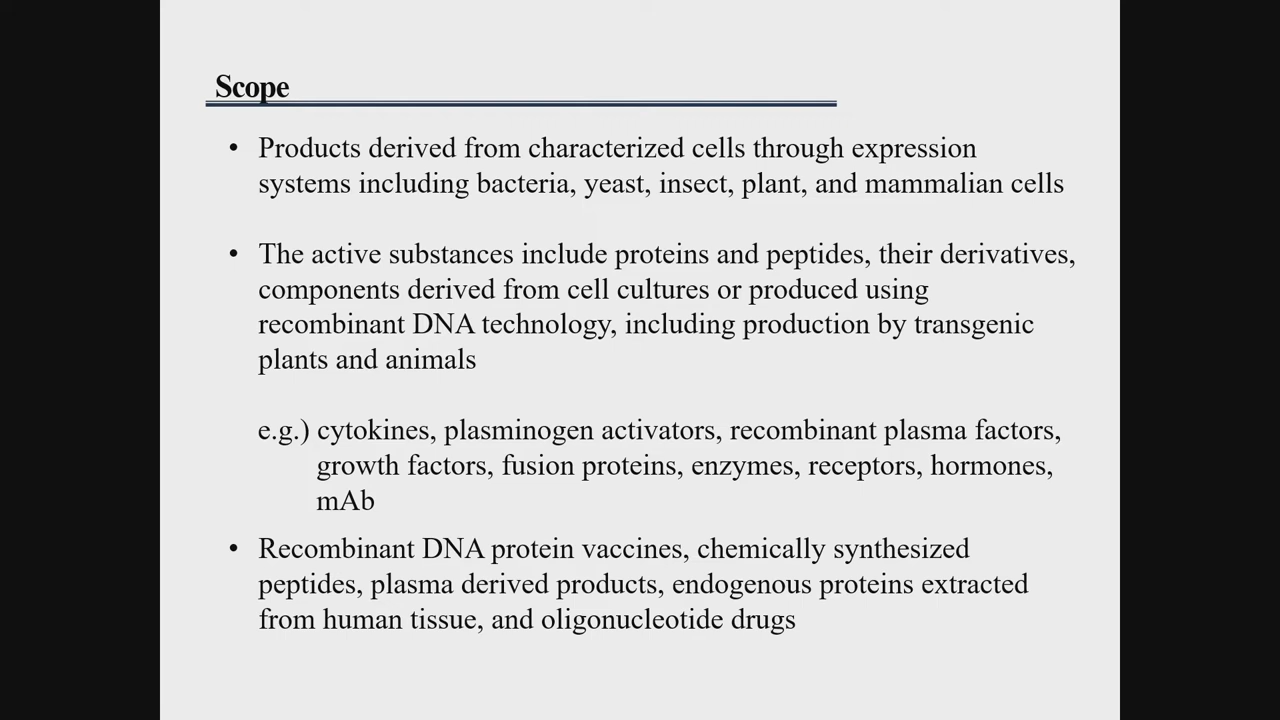 Scope
• Products derived from characterized cells through expression
systems including bacteria, yeast, insect, plant, and mammalian cells
• The active substances include proteins and peptides, their derivatives,
components derived from cell cultures or produced using
recombinant DNA technology, including production by transgenic
plants and animals
e.g.) cytokines, plasminogen activators, recombinant plasma factors,
growth factors, fusion proteins, enzymes, receptors, hormones,
mAb
• Recombinant DNA protein vaccines, chemically synthesized
peptides, plasma derived products, endogenous proteins extracted
from human tissue, and oligonucleotide drugs